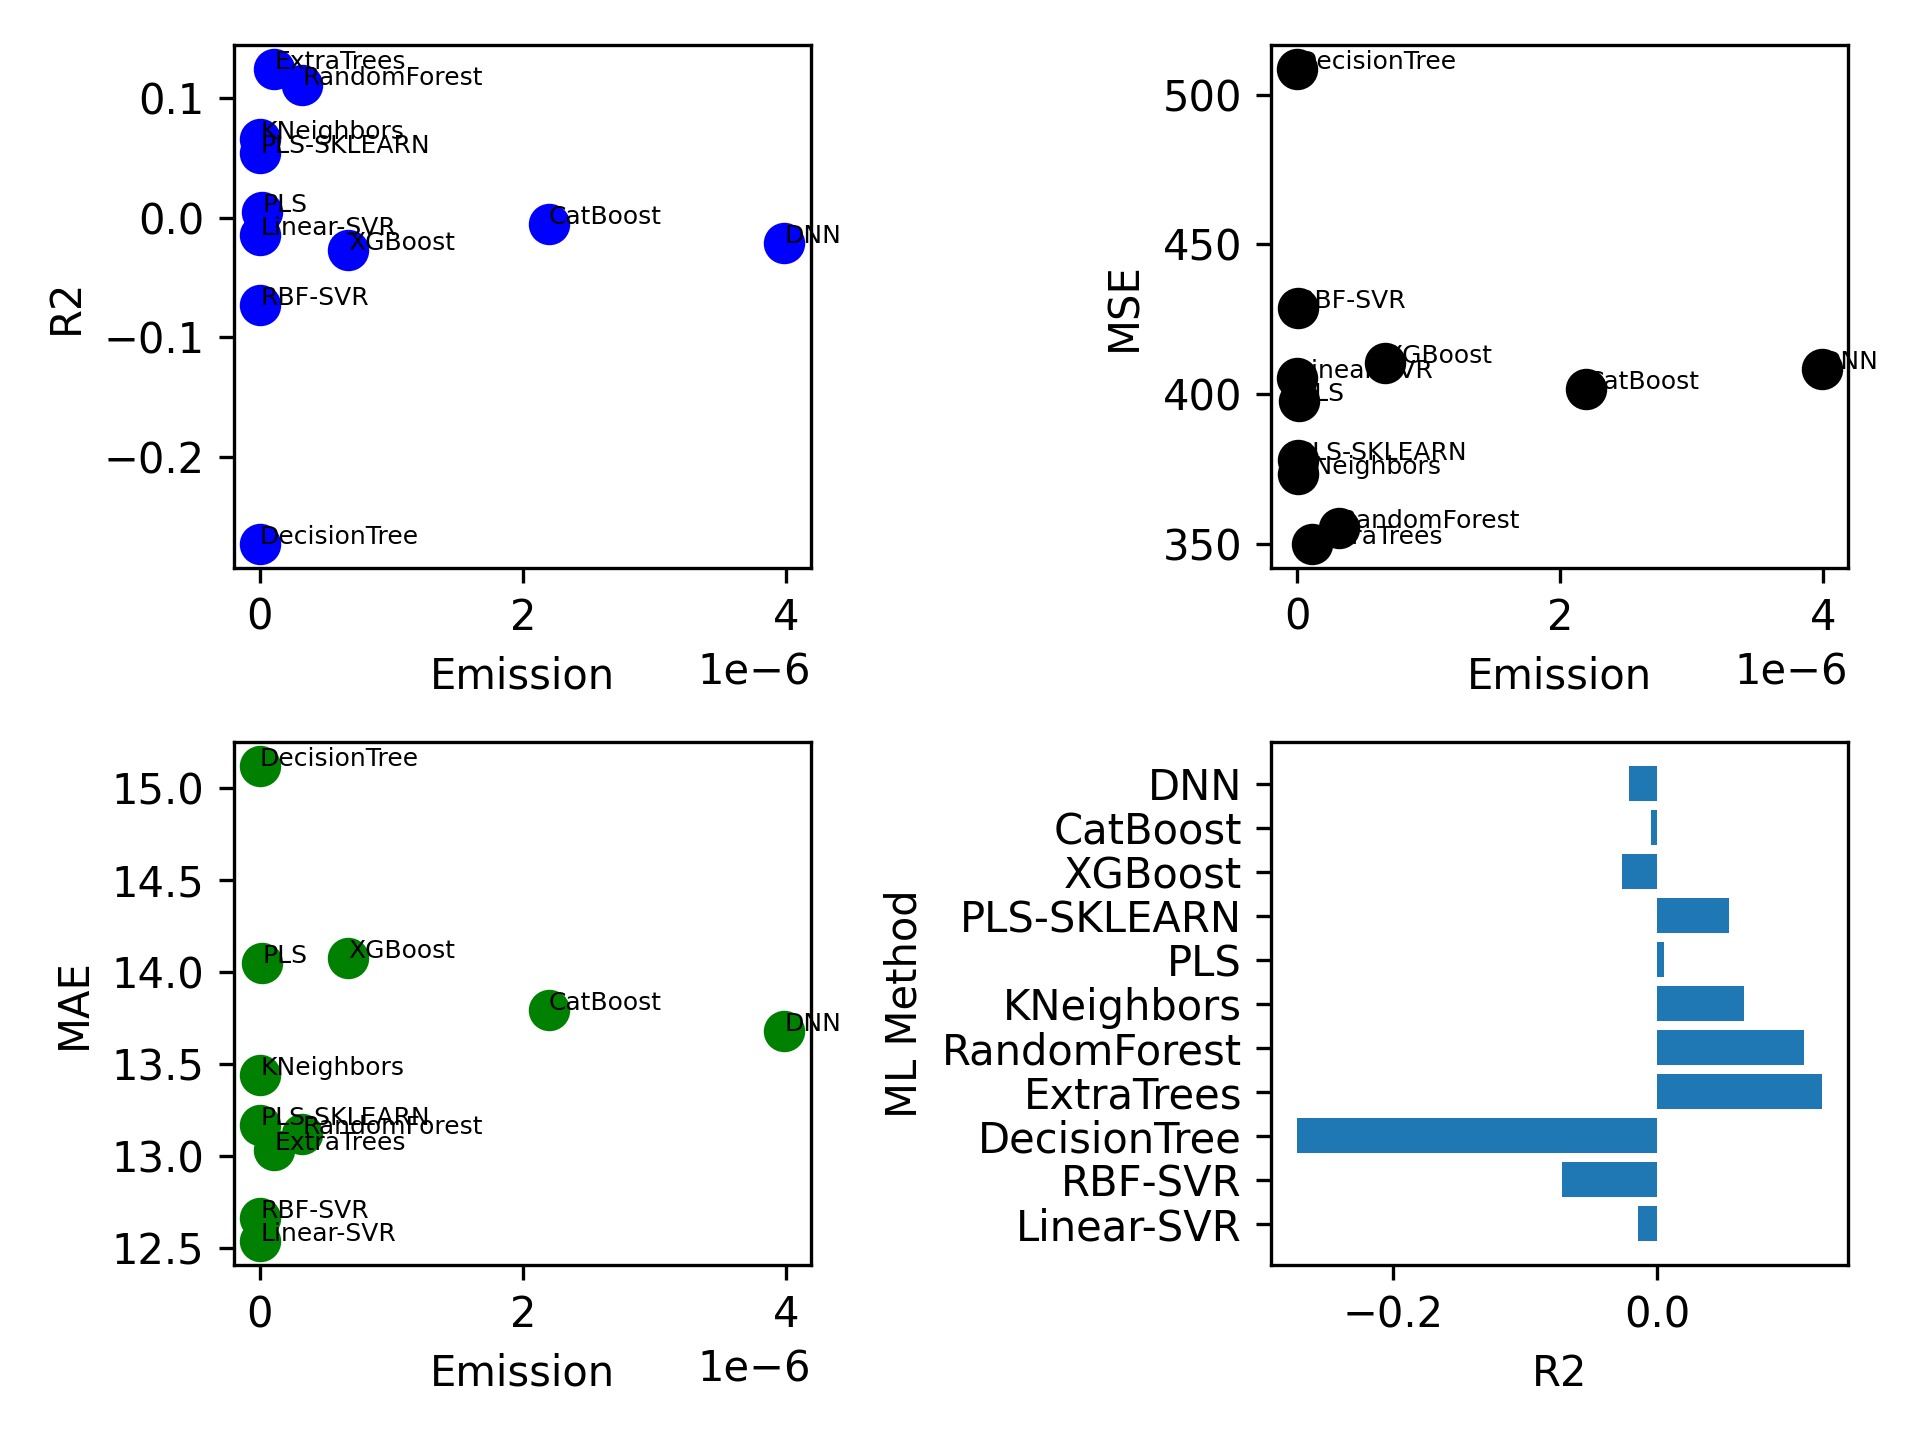 ExtraTrees
RandomForest
KNeighbors
PLS-SKLEARN
PLS
Linear-SVR
XGBoost
CatBoost
DNN
RBF-SVR
DecisionTree
0.1
0.0
−0.1
−0.2
R2
0 2 4
Emission 1e−6
DecisionTree
RBF-SVR
XGBoost
Linear-SVR
PLS
CatBoost
DNN
PLS-SKLEARN
KNeighbors
RandomForest
ExtraTrees
500
450
400
350
MSE
0 2 4
Emission 1e−6
DecisionTree
PLS
XGBoost
CatBoost
DNN
KNeighbors
PLS-SKLEARN
RandomForest
ExtraTrees
RBF-SVR
Linear-SVR
15.0
14.5
14.0
13.5
13.0
12.5
MAE
0 2 4
Emission 1e−6
ML Method
DNN
CatBoost
XGBoost
PLS-SKLEARN
PLS
KNeighbors
RandomForest
ExtraTrees
DecisionTree
RBF-SVR
Linear-SVR
−0.2 0.0
R2